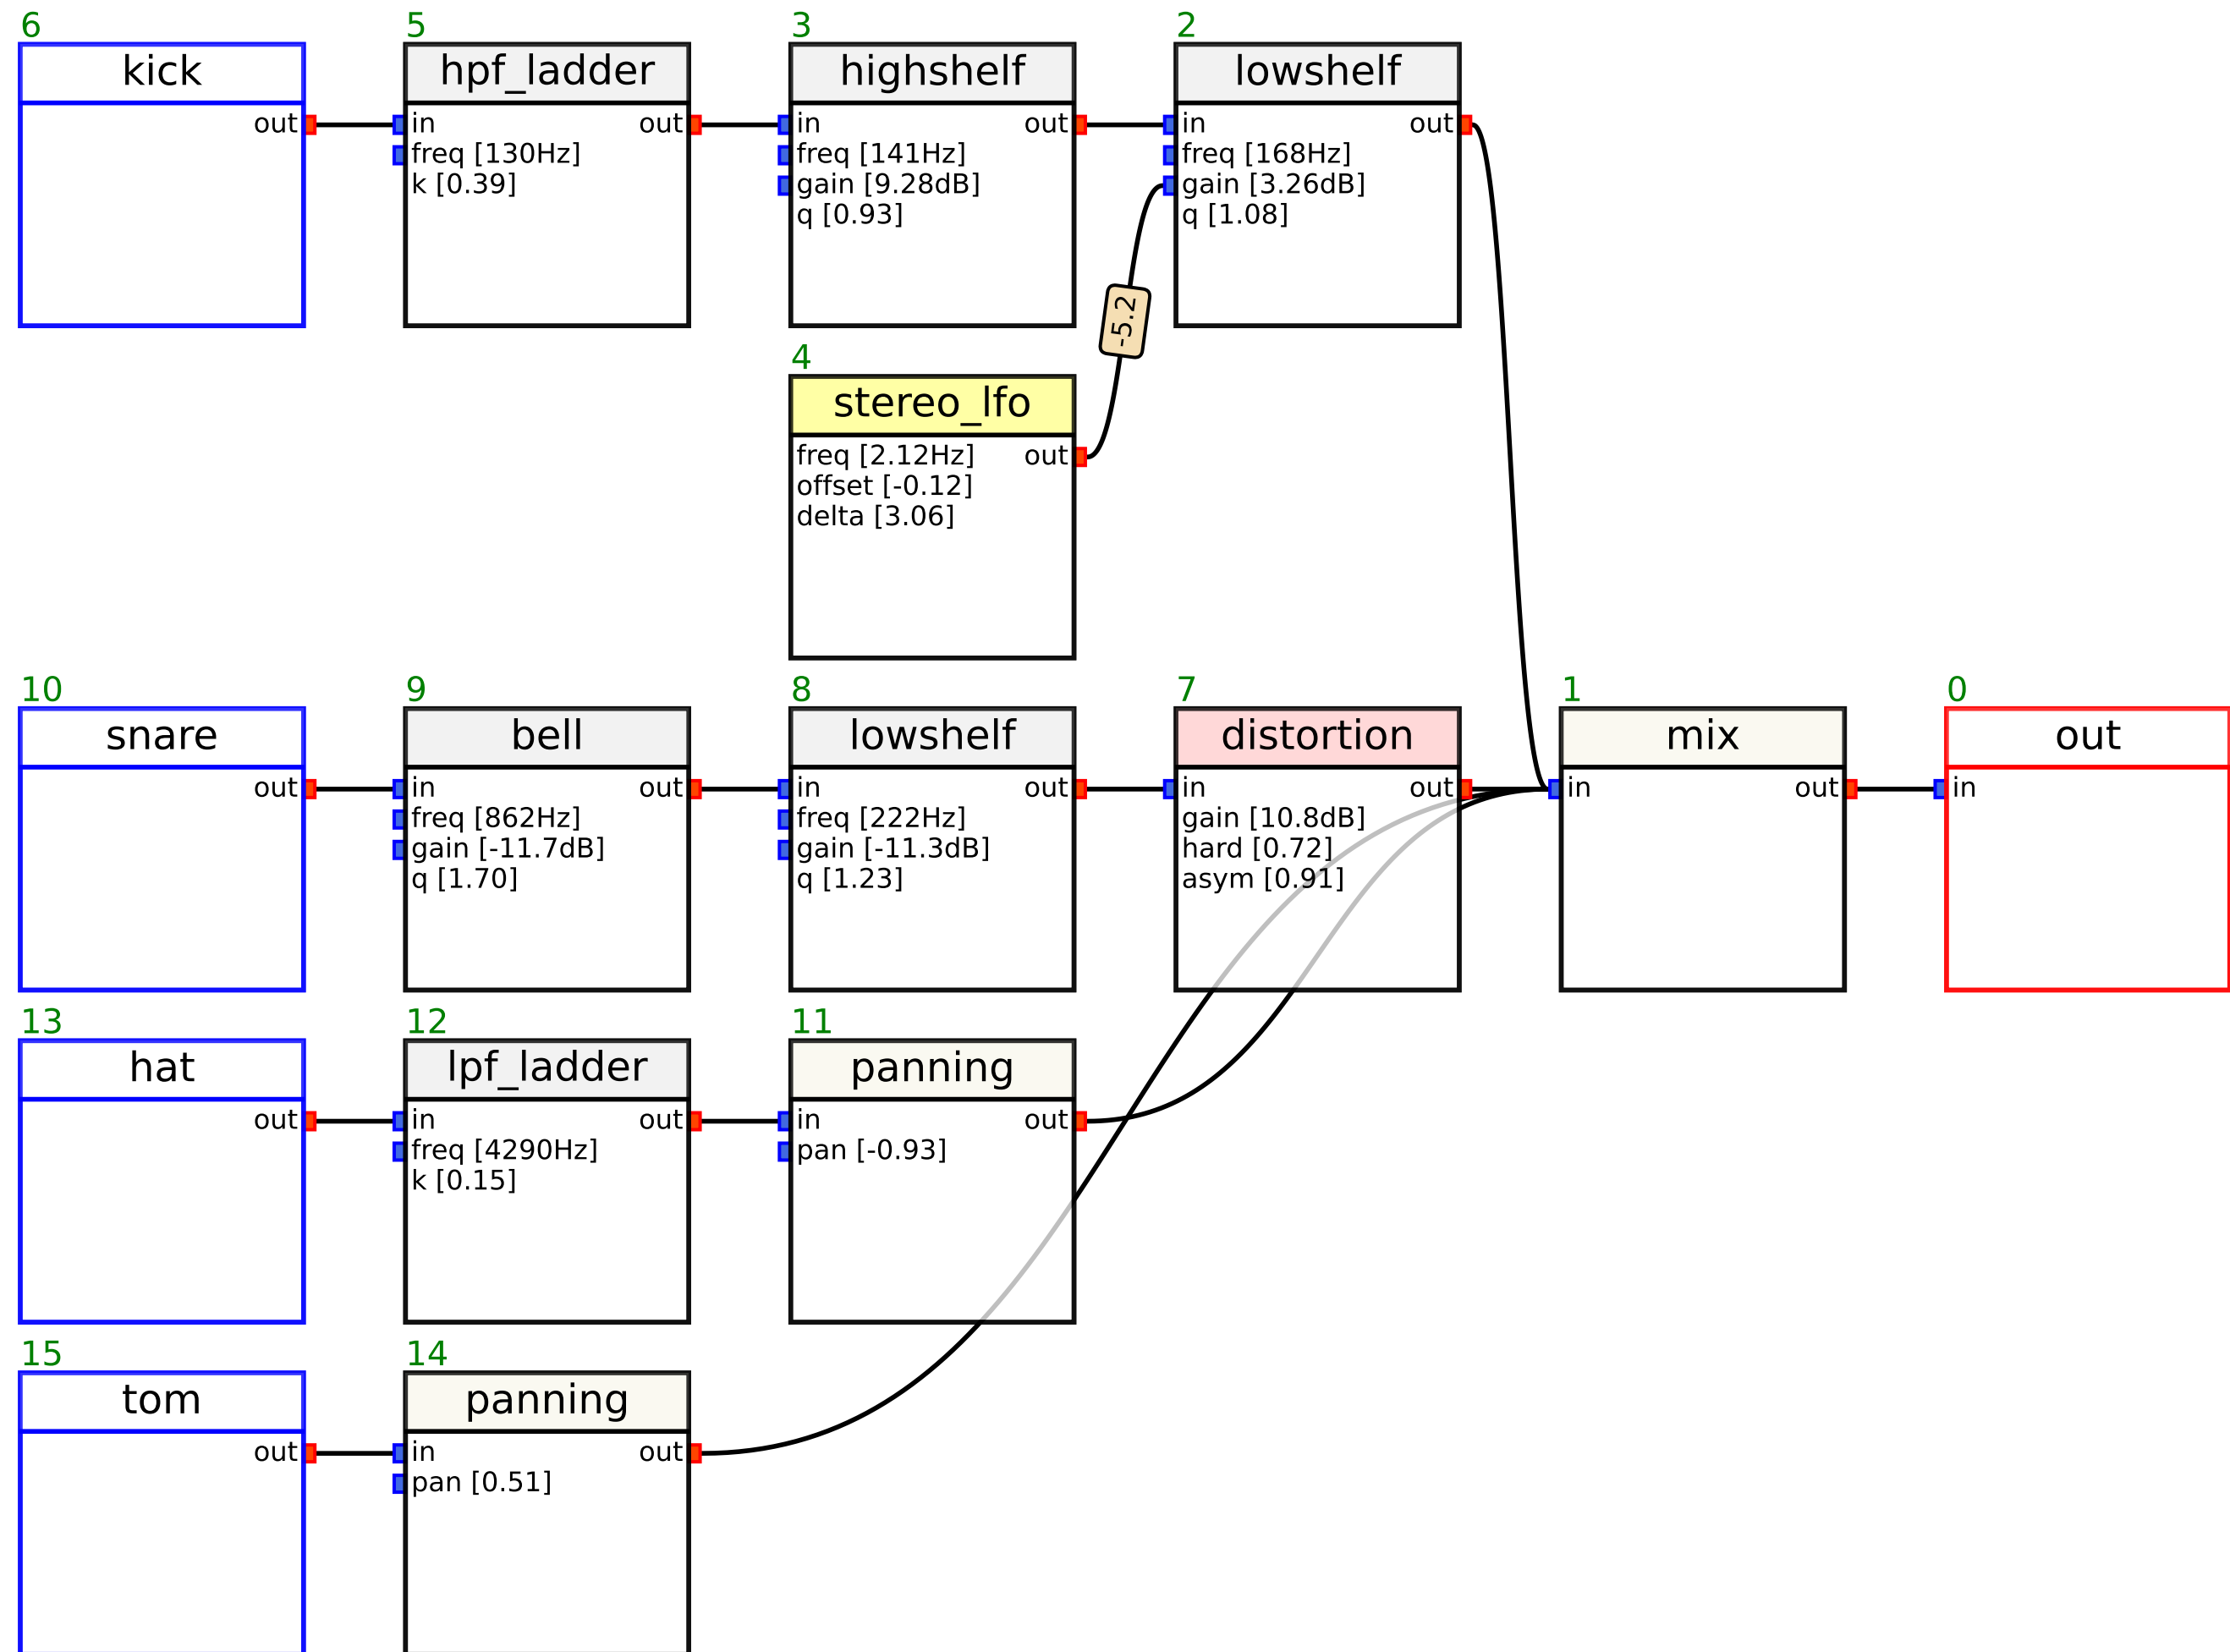 6
kick
out
5
hpf_ladder
in out
freq [130Hz]
k [0.39]
3
highshelf
in out
freq [141Hz]
gain [9.28dB]
q [0.93]
2
lowshelf
in out
freq [168Hz]
gain [3.26dB]
q [1.08]
-5.2
4
stereo_lfo
freq [2.12Hz] out
offset [-0.12]
delta [3.06]
10
snare
out
9
bell
in out
freq [862Hz]
gain [-11.7dB]
q [1.70]
8
lowshelf
in out
freq [222Hz]
gain [-11.3dB]
q [1.23]
7
distortion
in out
gain [10.8dB]
hard [0.72]
asym [0.91]
1
mix
in out
0
out
in
13
hat
out
12
lpf_ladder
in out
freq [4290Hz]
k [0.15]
11
panning
in out
pan [-0.93]
15
tom
out
14
panning
in out
pan [0.51]